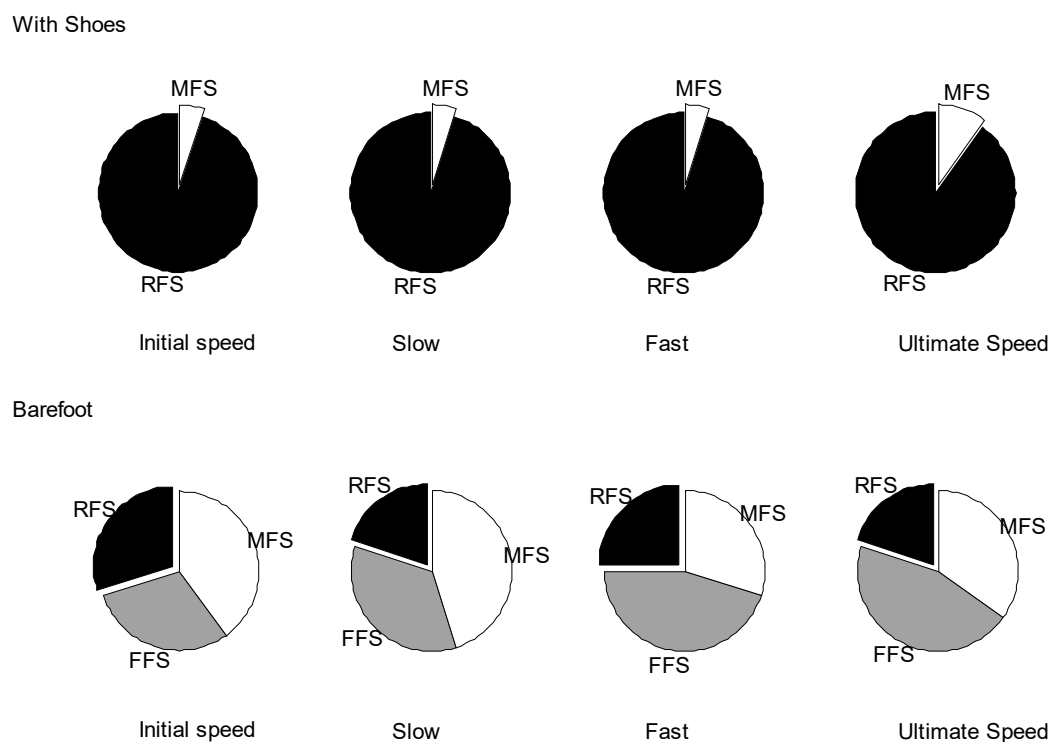 With Shoes
MFS MFS MFS MFS
RFS RFS RFS RFS
Initial speed Slow Fast Ultimate Speed
Barefoot
RFS RFS RFS RFS
MFS MFS MFS MFS
FFS FFS FFS FFS
Initial speed Slow Fast Ultimate Speed